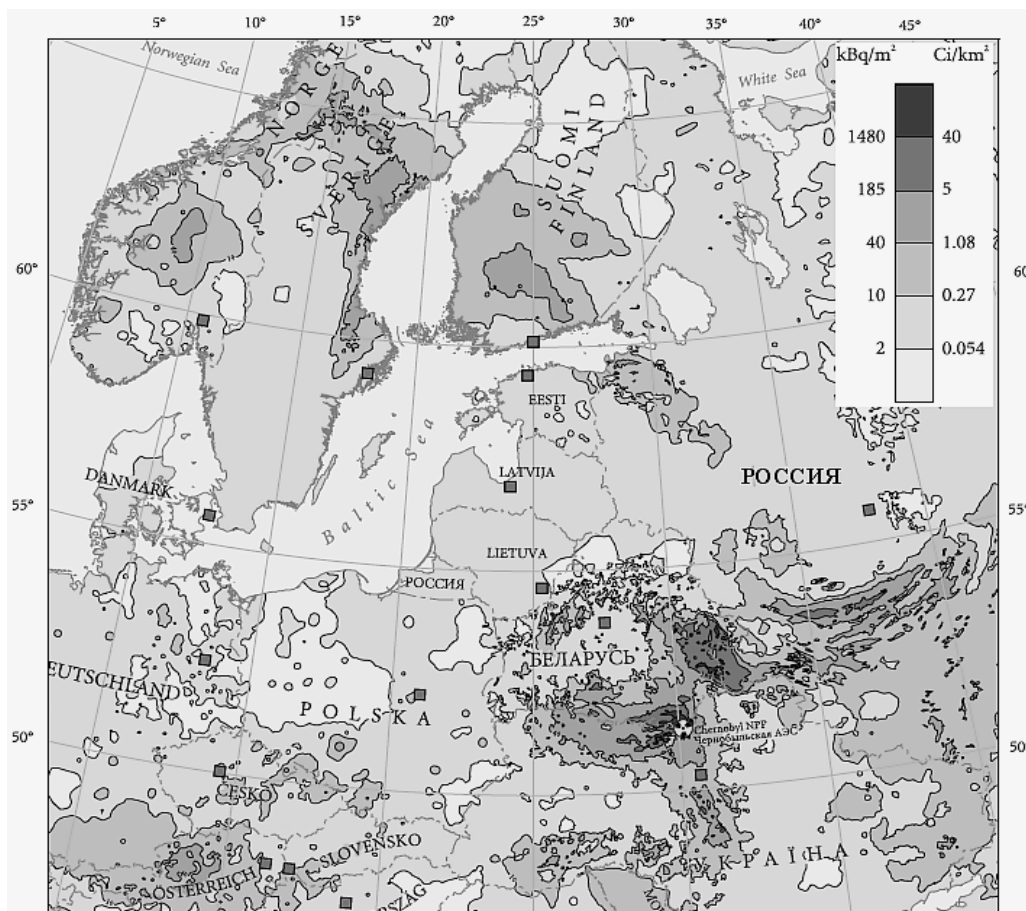 5° 10° 15° 20° 25° 30° 35° 40° 45°
Norwegian Sea
White Sea
kBq/m² Ci/km²
1480 40
185 5
40 1.08
10 0.27
2 0.054
NORGE
SVERIGE
SUOMI
FINLAND
60° 60
EESTI
Baltic Sea
LATVIJA
РОССИЯ
DANMARK
55° 55°
LIETUVA
РОССИЯ
БЕЛАРУСЬ
EUTSCHLAND
POLSKA
Chernobyl NPP
Чернобыльская АЭС
50° 50°
ČESKO
SLOVENSKO
УКРАЇНА
ÖSTERREICH
RSZÁG